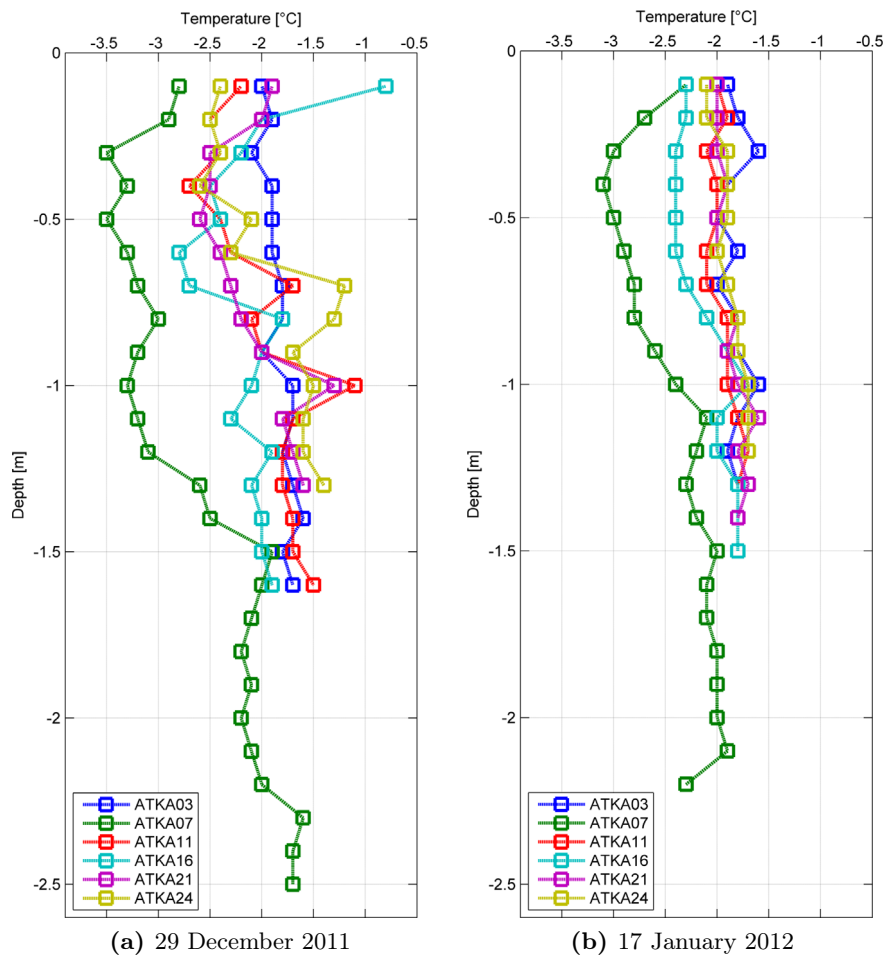 Temperature [°C]
-3.5 -3 -2.5 -2 -1.5 -1 -0.5
0
-0.5
-1
-1.5
-2
-2.5
Depth [m]
ATKA03
ATKA07
ATKA11
ATKA16
ATKA21
ATKA24
(a) 29 December 2011
Temperature [°C]
-3.5 -3 -2.5 -2 -1.5 -1 -0.5
0
-0.5
-1
-1.5
-2
-2.5
Depth [m]
ATKA03
ATKA07
ATKA11
ATKA16
ATKA21
ATKA24
(b) 17 January 2012